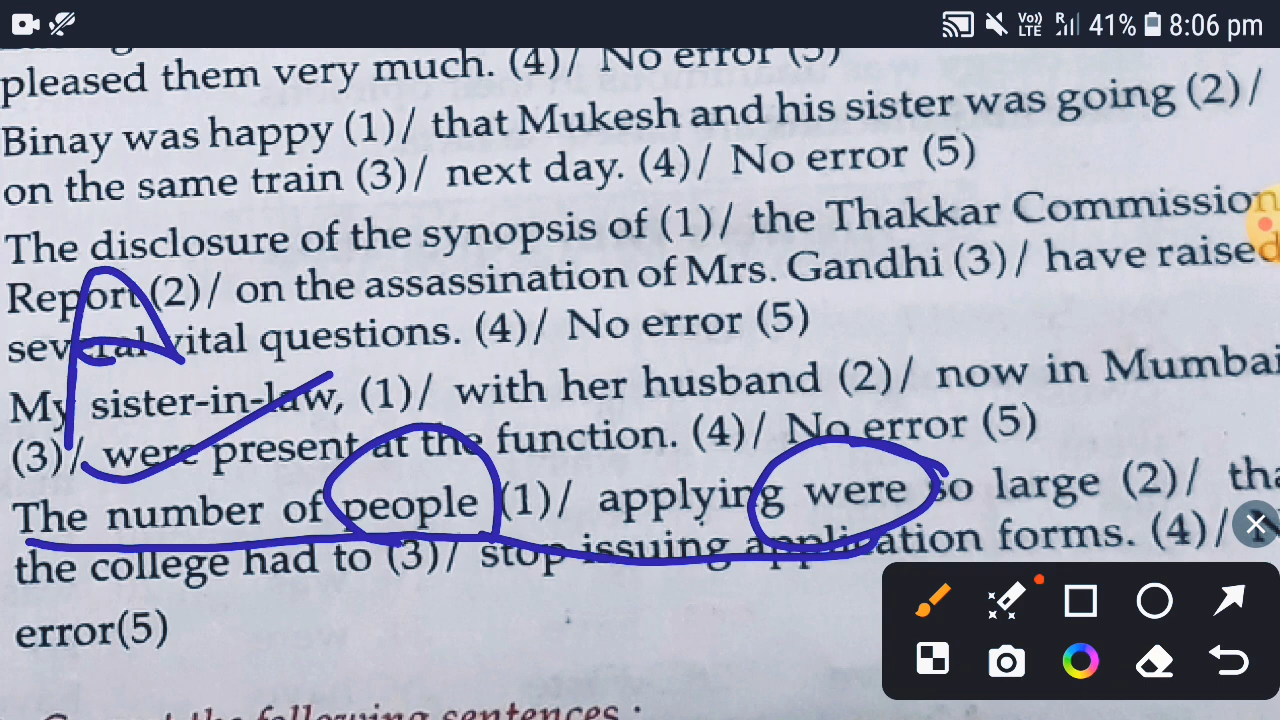 Vo)) LTE R 41% 8:06 pm
pleased them very much. (4)/ No error (5)
Binay was happy (1)/ that Mukesh and his sister was going (2)/
on the same train (3)/ next day. (4)/ No error (5)
The disclosure of the synopsis of (1)/ the Thakkar Commission
Report (2)/ on the assassination of Mrs. Gandhi (3)/ have raised
several vital questions. (4)/ No error (5)
My sister-in-law, (1)/ with her husband (2)/ now in Mumbai
(3)/ were present at the function. (4)/ No error (5)
The number of people (1)/ applying were so large (2)/
the college had to (3)/ stop issuing application forms. (4)/
error(5)
the following sentences :
A